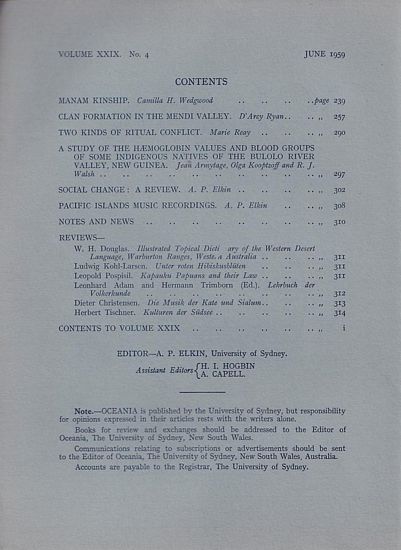 VOLUME XXIX. No. 4 JUNE 1959
CONTENTS
MANAM KINSHIP. Camilla H. Wedgwood .. .. .. ..page 239
CLAN FORMATION IN THE MENDI VALLEY. D'Arcy Ryan.. .. ,, 257
TWO KINDS OF RITUAL CONFLICT. Marie Reay .. .. .. ,, 290
A STUDY OF THE HÆMOGLOBIN VALUES AND BLOOD GROUPS
OF SOME INDIGENOUS NATIVES OF THE BULOLO RIVER
VALLEY, NEW GUINEA. Jean Armytage, Olga Kooptzoff and R. J.
Walsh .. .. .. .. .. .. .. .. .. ,, 297
SOCIAL CHANGE : A REVIEW. A. P. Elkin .. .. .. .. ,, 302
PACIFIC ISLANDS MUSIC RECORDINGS. A. P. Elkin .. .. ,, 308
NOTES AND NEWS .. .. .. .. .. .. .. .. ,, 310
REVIEWS—
W. H. Douglas. Illustrated Topical Dicti ary of the Western Desert
Language, Warburton Ranges, Weste. a Australia .. .. .. ,, 311
Ludwig Kohl-Larsen. Unter roten Hibiskusblüten .. .. .. ,, 311
Leopold Pospisil. Kapauku Papuans and their Law .. .. .. ,, 311
Leonhard Adam and Hermann Trimborn (Ed.). Lehrbuch der
Volkerkunde .. .. .. .. .. .. .. .. ,, 312
Dieter Christensen. Die Musik der Kate und Sialum.. .. .. ,, 313
Herbert Tischner. Kulturen der Südsee .. .. .. .. .. ,, 314
CONTENTS TO VOLUME XXIX .. .. .. .. .. .. ,, i
EDITOR—A. P. ELKIN, University of Sydney.
Assistant Editors { H. I. HOGBIN
A. CAPELL.
Note.—OCEANIA is published by the University of Sydney, but responsibility
for opinions expressed in their articles rests with the writers alone.
Books for review and exchanges should be addressed to the Editor of
Oceania, The University of Sydney, New South Wales.
Communications relating to subscriptions or advertisements should be sent
to the Editor of Oceania, The University of Sydney, New South Wales, Australia.
Accounts are payable to the Registrar, The University of Sydney.